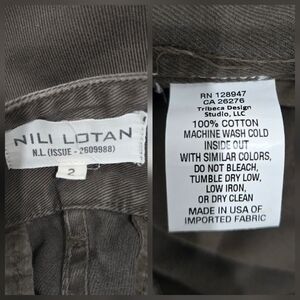 NILI LOTAN
N.L. (ISSUE - 2609988)
2
RN 128947
CA 26276
Tribeca Design
Studio, LLC
100% COTTON
MACHINE WASH COLD
INSIDE OUT
WITH SIMILAR COLORS,
DO NOT BLEACH,
TUMBLE DRY LOW,
LOW IRON,
OR DRY CLEAN
MADE IN USA OF
IMPORTED FABRIC